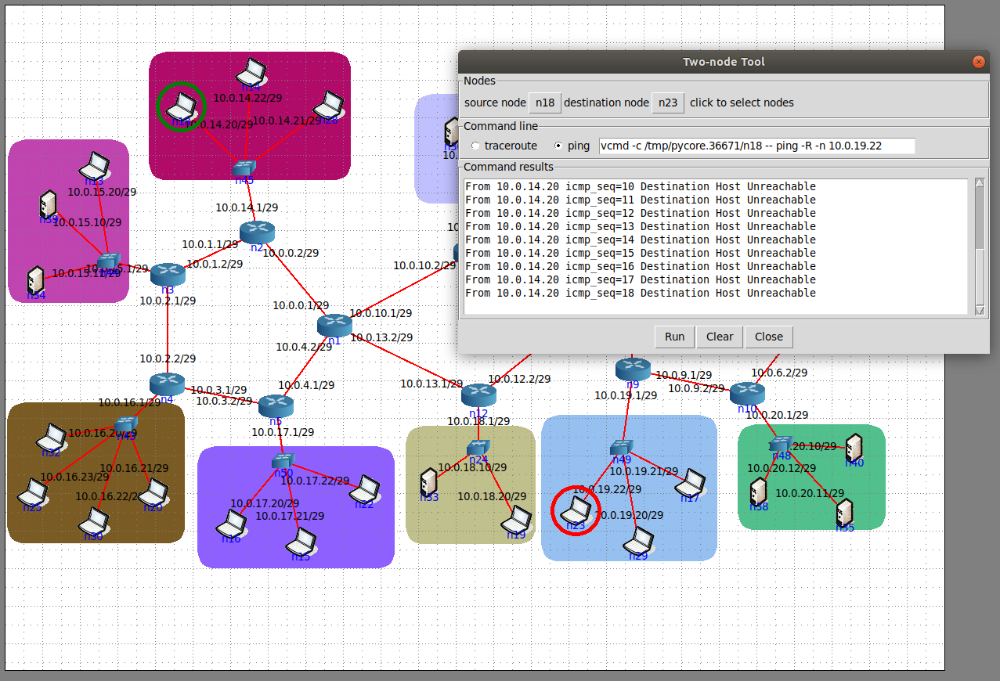 Two-node Tool
Nodes
source node n18 destination node n23 click to select nodes
Command line
traceroute ping vcmd -c /tmp/pycore.36671/n18 -- ping -R -n 10.0.19.22
Command results
From 10.0.14.20 icmp_seq=10 Destination Host Unreachable
From 10.0.14.20 icmp_seq=11 Destination Host Unreachable
From 10.0.14.20 icmp_seq=12 Destination Host Unreachable
From 10.0.14.20 icmp_seq=13 Destination Host Unreachable
From 10.0.14.20 icmp_seq=14 Destination Host Unreachable
From 10.0.14.20 icmp_seq=15 Destination Host Unreachable
From 10.0.14.20 icmp_seq=16 Destination Host Unreachable
From 10.0.14.20 icmp_seq=17 Destination Host Unreachable
From 10.0.14.20 icmp_seq=18 Destination Host Unreachable
Run Clear Close
n14
10.0.14.22/29
n18
10.0.14.20/29
10.0.14.21/29
n28
n45
10.0.14.1/29
n13
10.0.15.20/29
n39
10.0.15.10/29
10.0.15.11/29
n34
n3
10.0.1.1/29
10.0.1.2/29
n2
10.0.0.2/29
10.0.2.1/29
10.0.0.1/29
10.0.10.2/29
10.0.10.1/29
n1
10.0.13.2/29
10.0.4.2/29
10.0.2.2/29
10.0.4.1/29
10.0.13.1/29
10.0.12.2/29
n9
10.0.9.1/29
10.0.9.2/29
10.0.6.2/29
10.0.3.1/29
10.0.3.2/29
n4
n5
n12
10.0.19.1/29
n10
10.0.16.1/29
10.0.17.1/29
10.0.18.1/29
10.0.20.1/29
n32
10.0.16.23/29
10.0.16.21/29
10.0.16.22/29
n25
n20
n30
n50
10.0.17.22/29
10.0.17.20/29
10.0.17.21/29
n22
n16
n15
n24
10.0.18.10/29
n33
10.0.18.20/29
n19
n49
10.0.19.21/29
10.0.19.22/29
n17
n23
10.0.19.20/29
n29
n48
n40
10.0.20.12/29
10.0.20.11/29
n38
n35